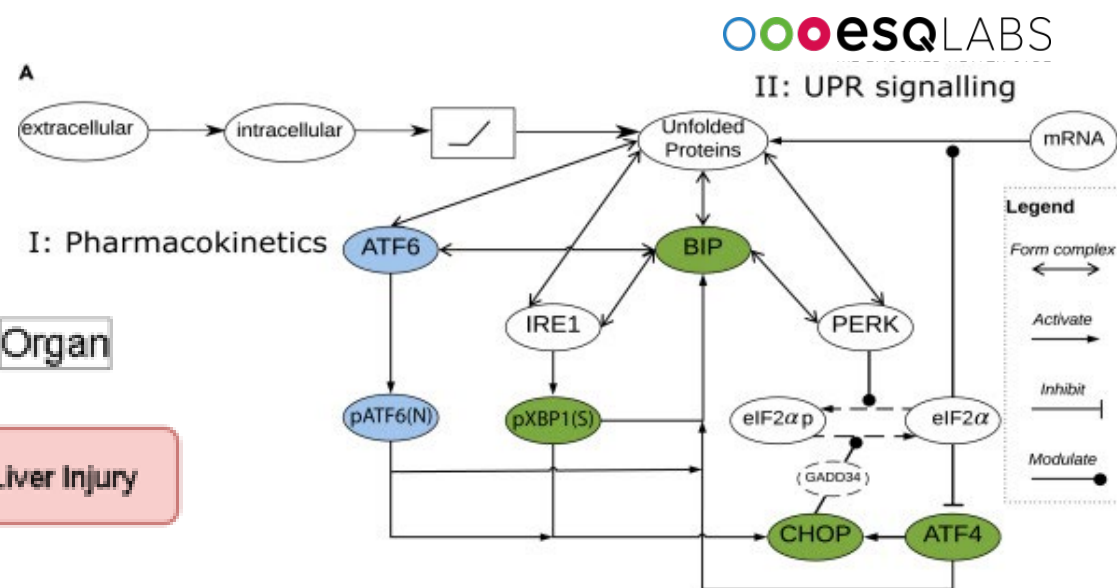 esQLABS
A
II: UPR signalling
extracellular
intracellular
Unfolded
Proteins
mRNA
Legend
I: Pharmacokinetics
ATF6
BIP
Form complex
IRE1
PERK
Activate
Organ
pATF6(N)
pXBP1(S)
eIF2αp
eIF2α
Inhibit
Liver Injury
GADD34
Modulate
CHOP
ATF4